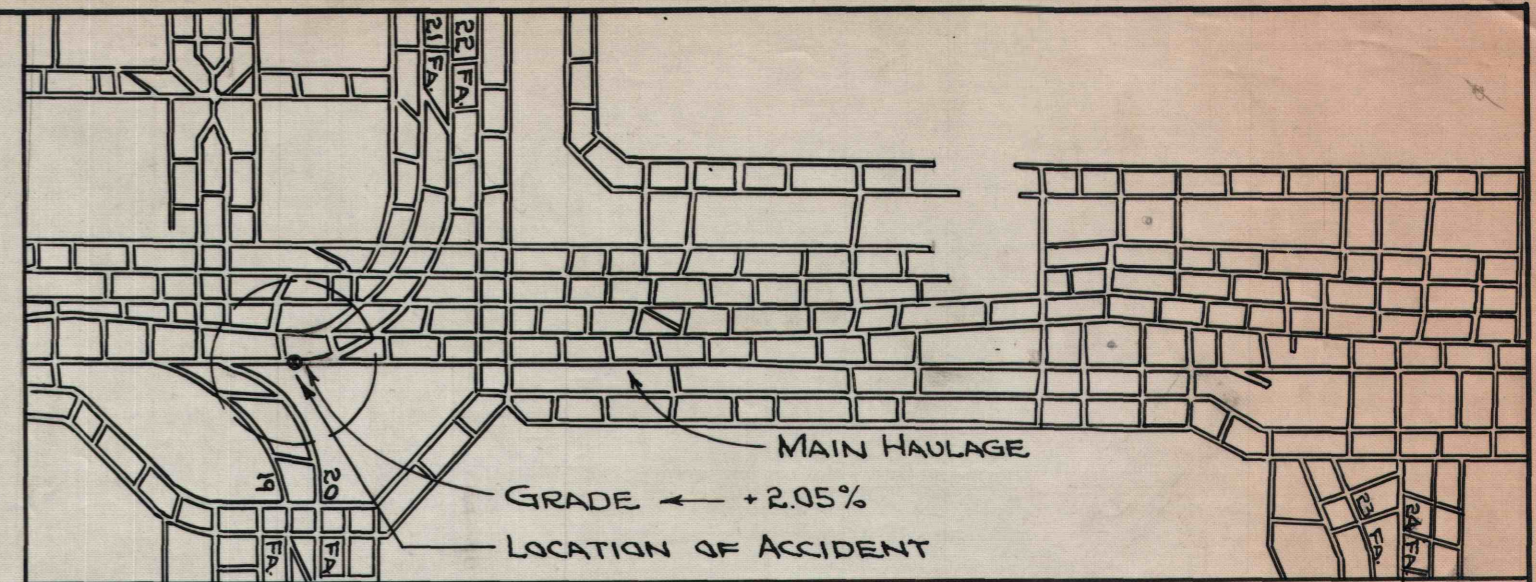 21 FA.
22 FA.
MAIN HAULAGE
GRADE ← +2.05%
LOCATION OF ACCIDENT
19 FA.
20 FA
23 FA.
24 FA.